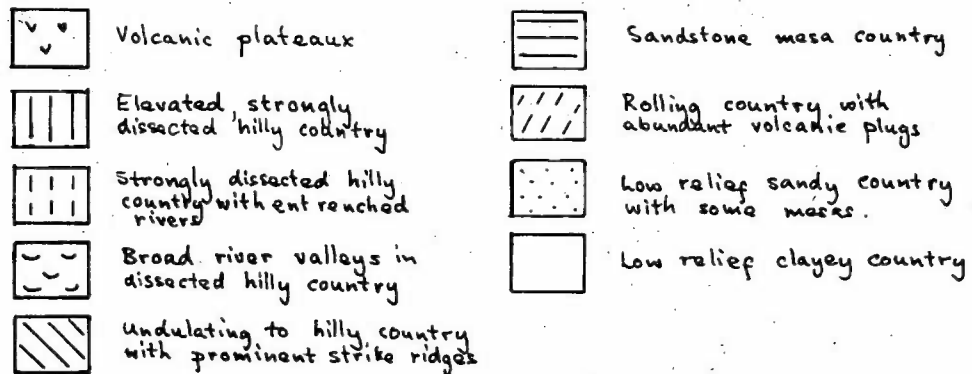 Volcanic plateaux
Elevated, strongly
dissected hilly country
Strongly dissected hilly
country with entrenched
rivers
Broad river valleys in
dissected hilly country
Undulating to hilly country
with prominent strike ridges
Sandstone mesa country
Rolling country with
abundant volcanic plugs
Low relief sandy country
with some mesas.
Low relief clayey country